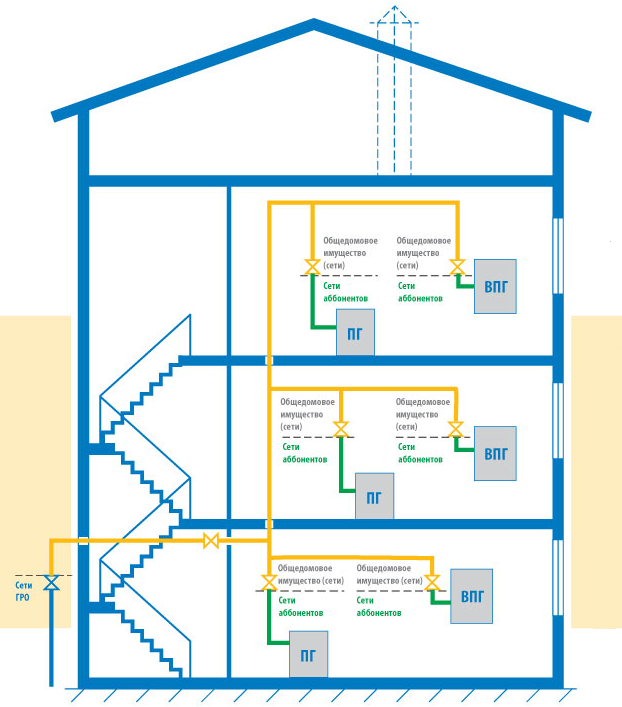 Общедомовое
имущество
(сети)
Сети
аббонентов
ПГ
Общедомовое
имущество
(сети)
Сети
аббонентов
ВПГ
Общедомовое
имущество
(сети)
Сети
аббонентов
ПГ
Общедомовое
имущество
(сети)
Сети
аббонентов
ВПГ
Сети
ГРО
Общедомовое
имущество (сети)
Сети
аббонентов
ПГ
Общедомовое
имущество (сети)
Сети
аббонентов
ВПГ